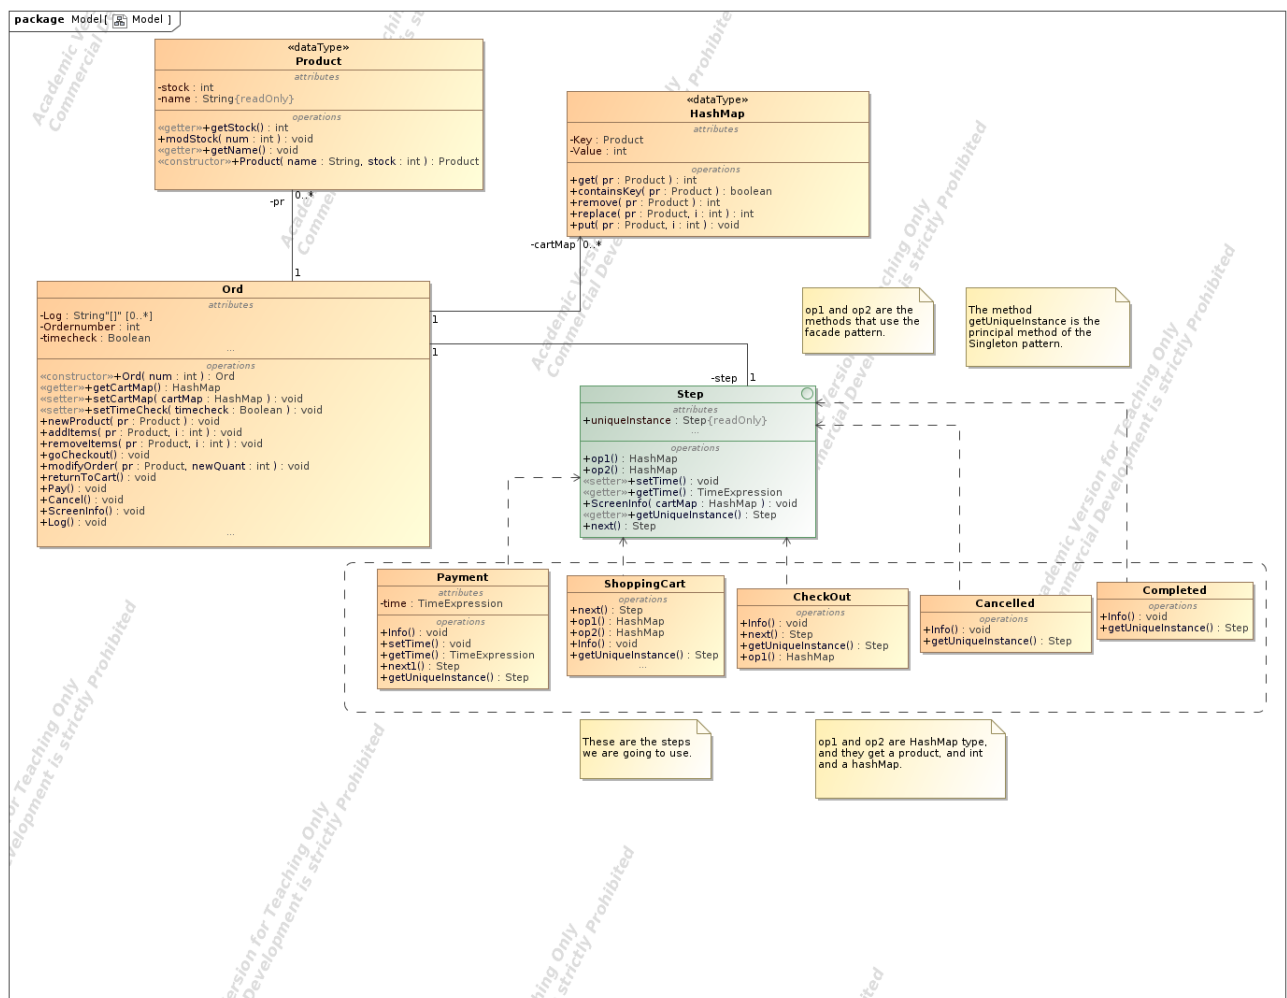 package Model[ Model ]
«dataType»
Product
attributes
-stock : int
-name : String{readOnly}
operations
«getter»+getStock() : int
+modStock( num : int ) : void
«getter»+getName() : void
«constructor»+Product( name : String, stock : int ) : Product
«dataType»
HashMap
attributes
-Key : Product
-Value : int
operations
+get( pr : Product ) : int
+containsKey( pr : Product ) : boolean
+remove( pr : Product ) : int
+replace( pr : Product, i : int ) : int
+put( pr : Product, i : int ) : void
-pr
0..*
1
-cartMap
0..*
1
1
-step
1
Ord
attributes
-Log : String"[]" [0..*]
-Ordernumber : int
-timecheck : Boolean
...
operations
«constructor»+Ord( num : int ) : Ord
«getter»+getCartMap() : HashMap
«setter»+setCartMap( cartMap : HashMap ) : void
«setter»+setTimeCheck( timecheck : Boolean ) : void
+newProduct( pr : Product ) : void
+addItems( pr : Product, i : int ) : void
+removeItems( pr : Product, i : int ) : void
+goCheckout() : void
+modifyOrder( pr : Product, newQuant : int ) : void
+returnToCart() : void
+Pay() : void
+Cancel() : void
+ScreenInfo() : void
+Log() : void
...
op1 and op2 are the
methods that use the
facade pattern.
The method
getUniqueInstance is the
principal method of the
Singleton pattern.
Step
attributes
+uniqueInstance : Step{readOnly}
...
operations
+op1() : HashMap
+op2() : HashMap
«setter»+setTime() : void
«getter»+getTime() : TimeExpression
+ScreenInfo( cartMap : HashMap ) : void
«getter»+getUniqueInstance() : Step
+next() : Step
Payment
attributes
-time : TimeExpression
operations
+Info() : void
+setTime() : void
+getTime() : TimeExpression
+next1() : Step
+getUniqueInstance() : Step
ShoppingCart
operations
+next() : Step
+op1() : HashMap
+op2() : HashMap
+Info() : void
+getUniqueInstance() : Step
...
CheckOut
operations
+Info() : void
+next() : Step
+getUniqueInstance() : Step
+op1() : HashMap
Cancelled
operations
+Info() : void
+getUniqueInstance() : Step
Completed
operations
+Info() : void
+getUniqueInstance() : Step
These are the steps
we are going to use.
op1 and op2 are HashMap type,
and they get a product, and int
and a hashMap.